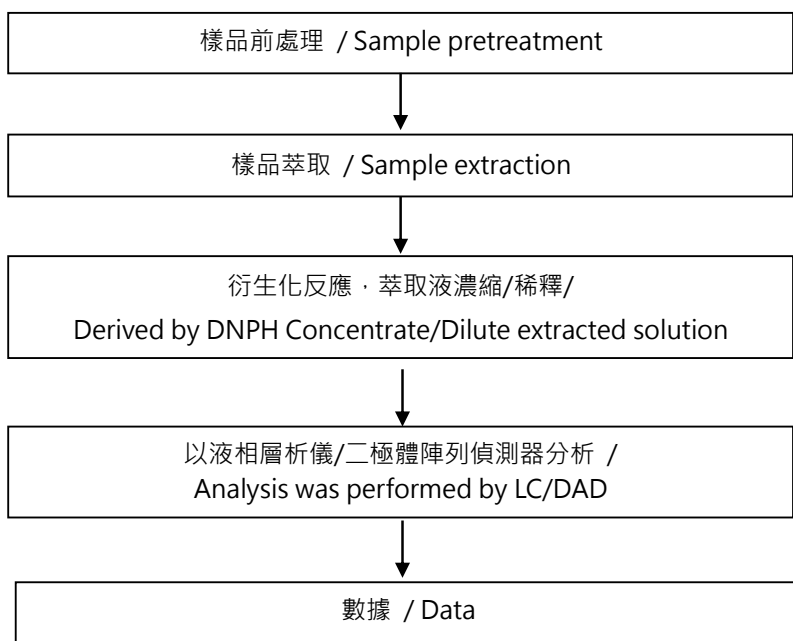 樣品前處理 / Sample pretreatment
樣品萃取 / Sample extraction
衍生化反應，萃取液濃縮/稀釋/
Derived by DNPH Concentrate/Dilute extracted solution
以液相層析儀/二極體陣列偵測器分析 /
Analysis was performed by LC/DAD
數據 / Data